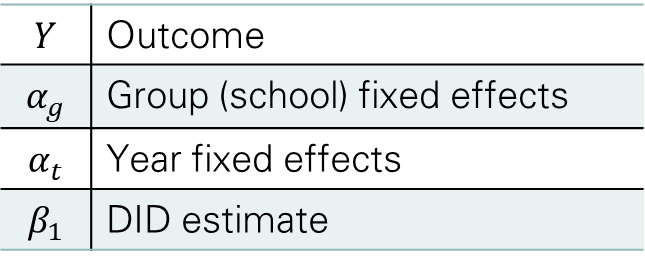 Y Outcome
α_g Group (school) fixed effects
α_t Year fixed effects
β_1 DID estimate